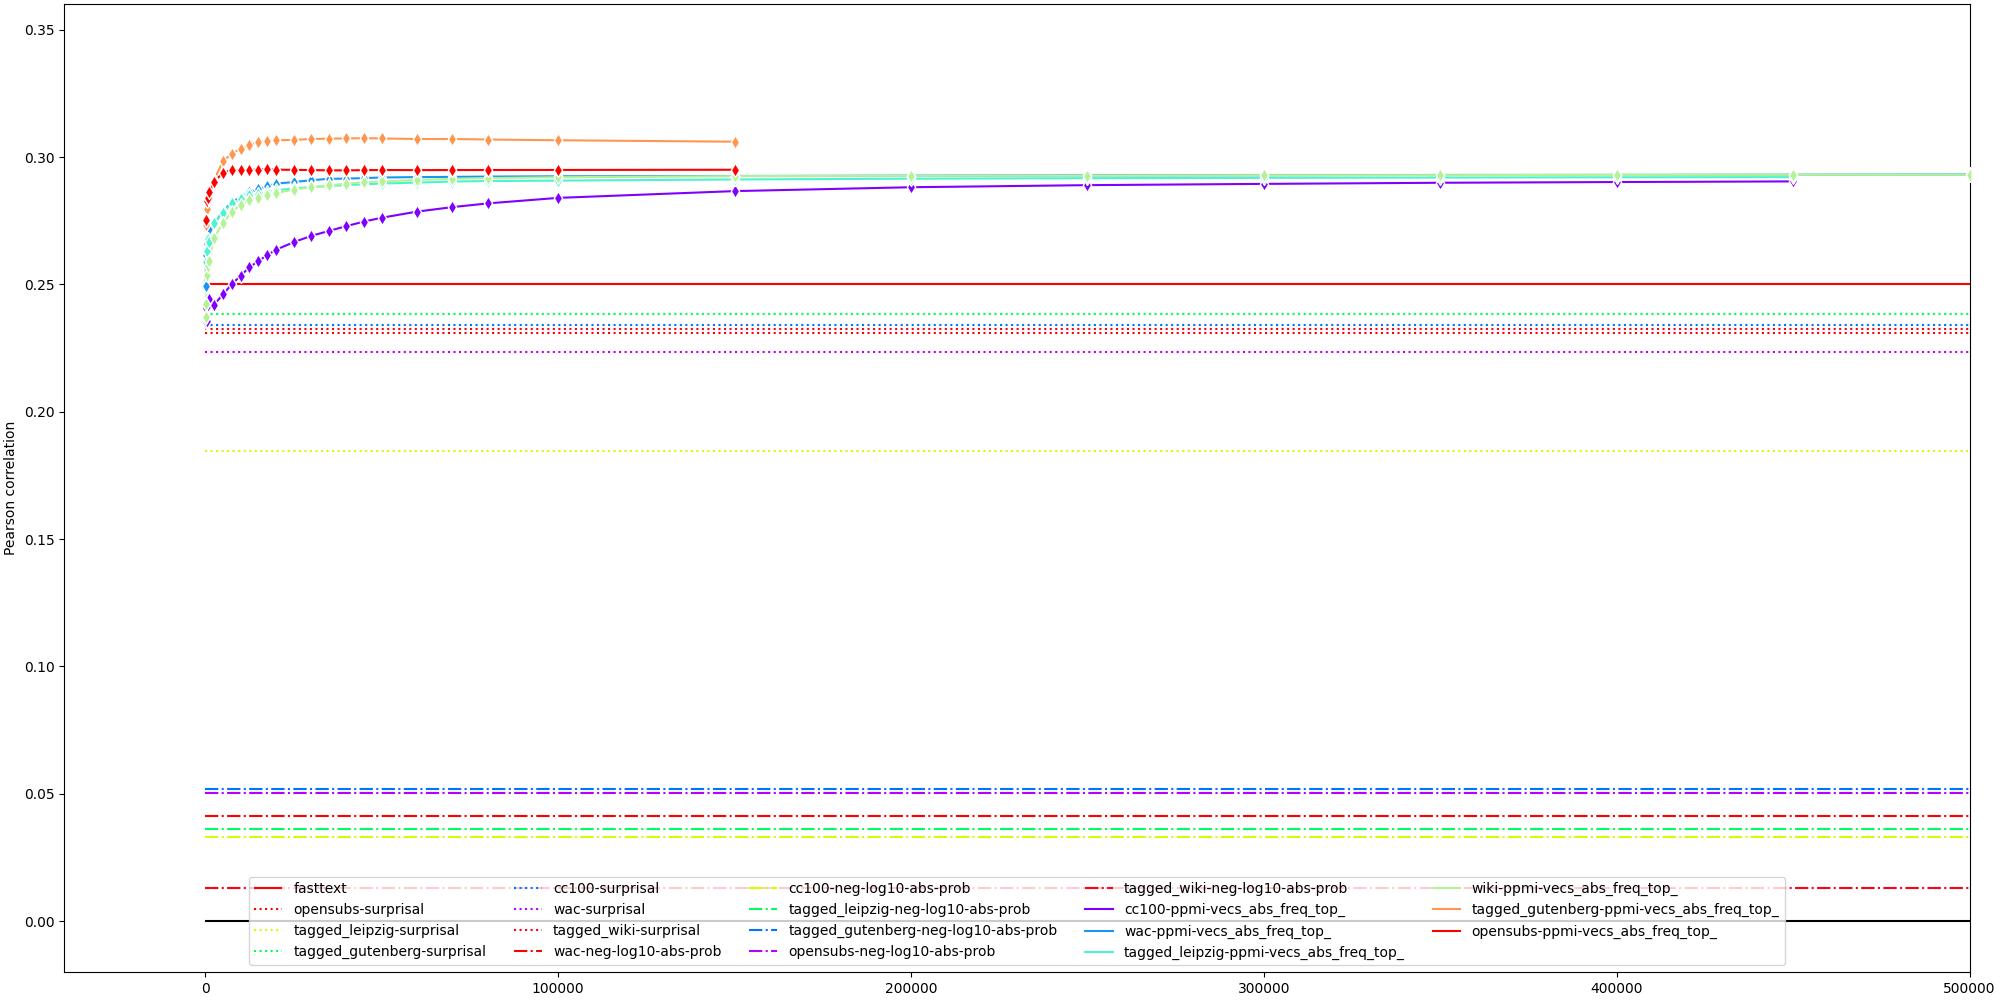 0.35
0.30
0.25
0.20
0.15
0.10
0.05
0.00
Pearson correlation
fasttext
opensubs-surprisal
tagged_leipzig-surprisal
tagged_gutenberg-surprisal
cc100-surprisal
wac-surprisal
tagged_wiki-surprisal
wac-neg-log10-abs-prob
cc100-neg-log10-abs-prob
tagged_leipzig-neg-log10-abs-prob
tagged_gutenberg-neg-log10-abs-prob
opensubs-neg-log10-abs-prob
tagged_wiki-neg-log10-abs-prob
cc100-ppmi-vecs_abs_freq_top_
wac-ppmi-vecs_abs_freq_top_
tagged_leipzig-ppmi-vecs_abs_freq_top_
wiki-ppmi-vecs_abs_freq_top_
tagged_gutenberg-ppmi-vecs_abs_freq_top_
opensubs-ppmi-vecs_abs_freq_top_
0
100000
200000
300000
400000
500000